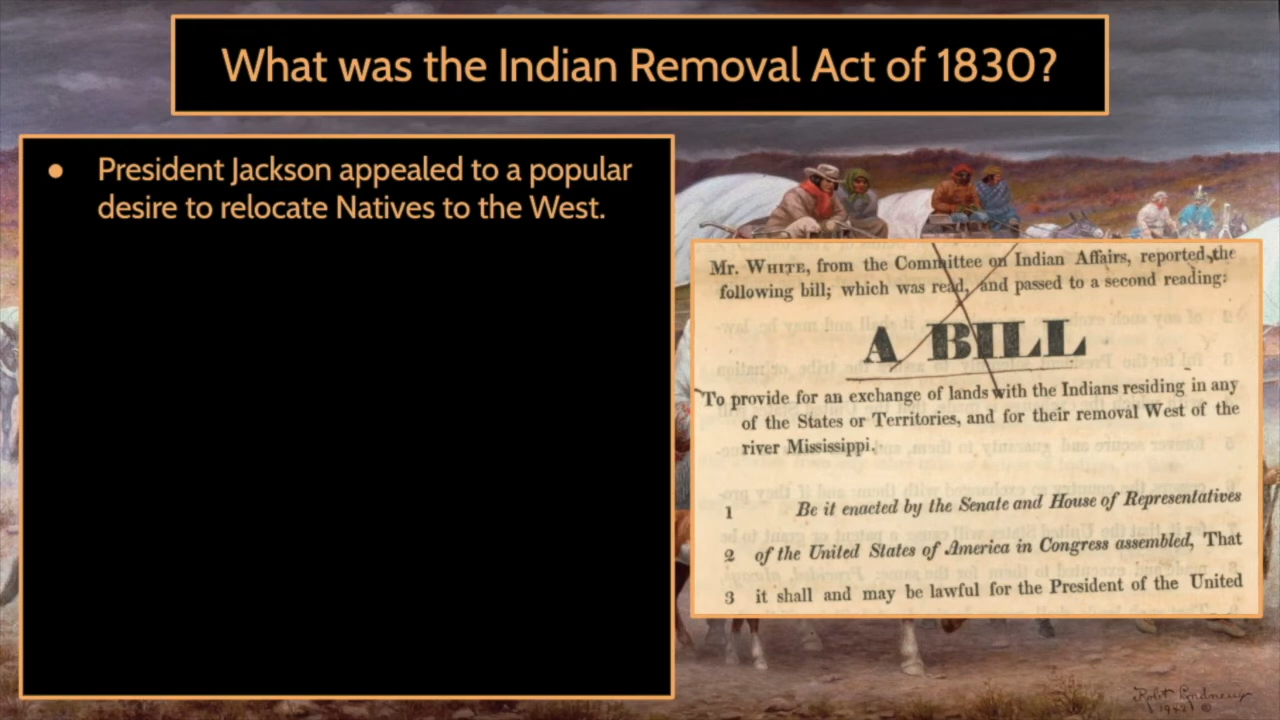 What was the Indian Removal Act of 1830?
● President Jackson appealed to a popular
desire to relocate Natives to the West.
Mr. WHITE, from the Committee on Indian Affairs, reported the
following bill; which was read, and passed to a second reading:
A BILL
To provide for an exchange of lands with the Indians residing in any
of the States or Territories, and for their removal West of the
river Mississippi.
1 Be it enacted by the Senate and House of Representatives
2 of the United States of America in Congress assembled, That
3 it shall and may be lawful for the President of the United
1942 ©